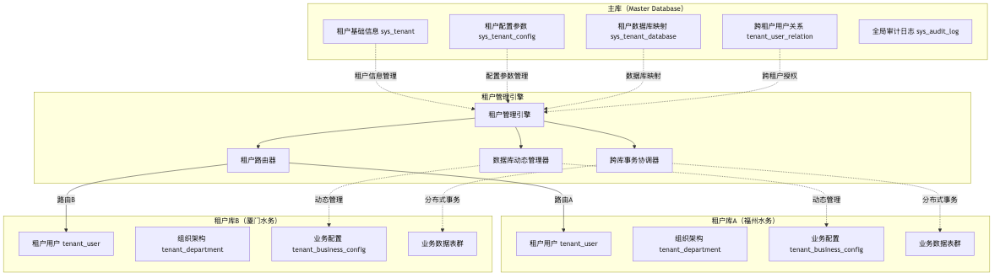 主库（Master Database）
租户基础信息 sys_tenant
租户配置参数
sys_tenant_config
租户数据库映射
sys_tenant_database
跨租户用户关系
tenant_user_relation
全局审计日志 sys_audit_log
租户信息管理
配置参数管理
数据库映射
跨租户授权
租户管理引擎
租户管理引擎
租户路由器
数据库动态管理器
跨库事务协调器
路由B
动态管理
分布式事务
路由A
动态管理
分布式事务
租户库B（厦门水务）
租户用户 tenant_user
组织架构
tenant_department
业务配置
tenant_business_config
业务数据表群
租户库A（福州水务）
租户用户 tenant_user
组织架构
tenant_department
业务配置
tenant_business_config
业务数据表群